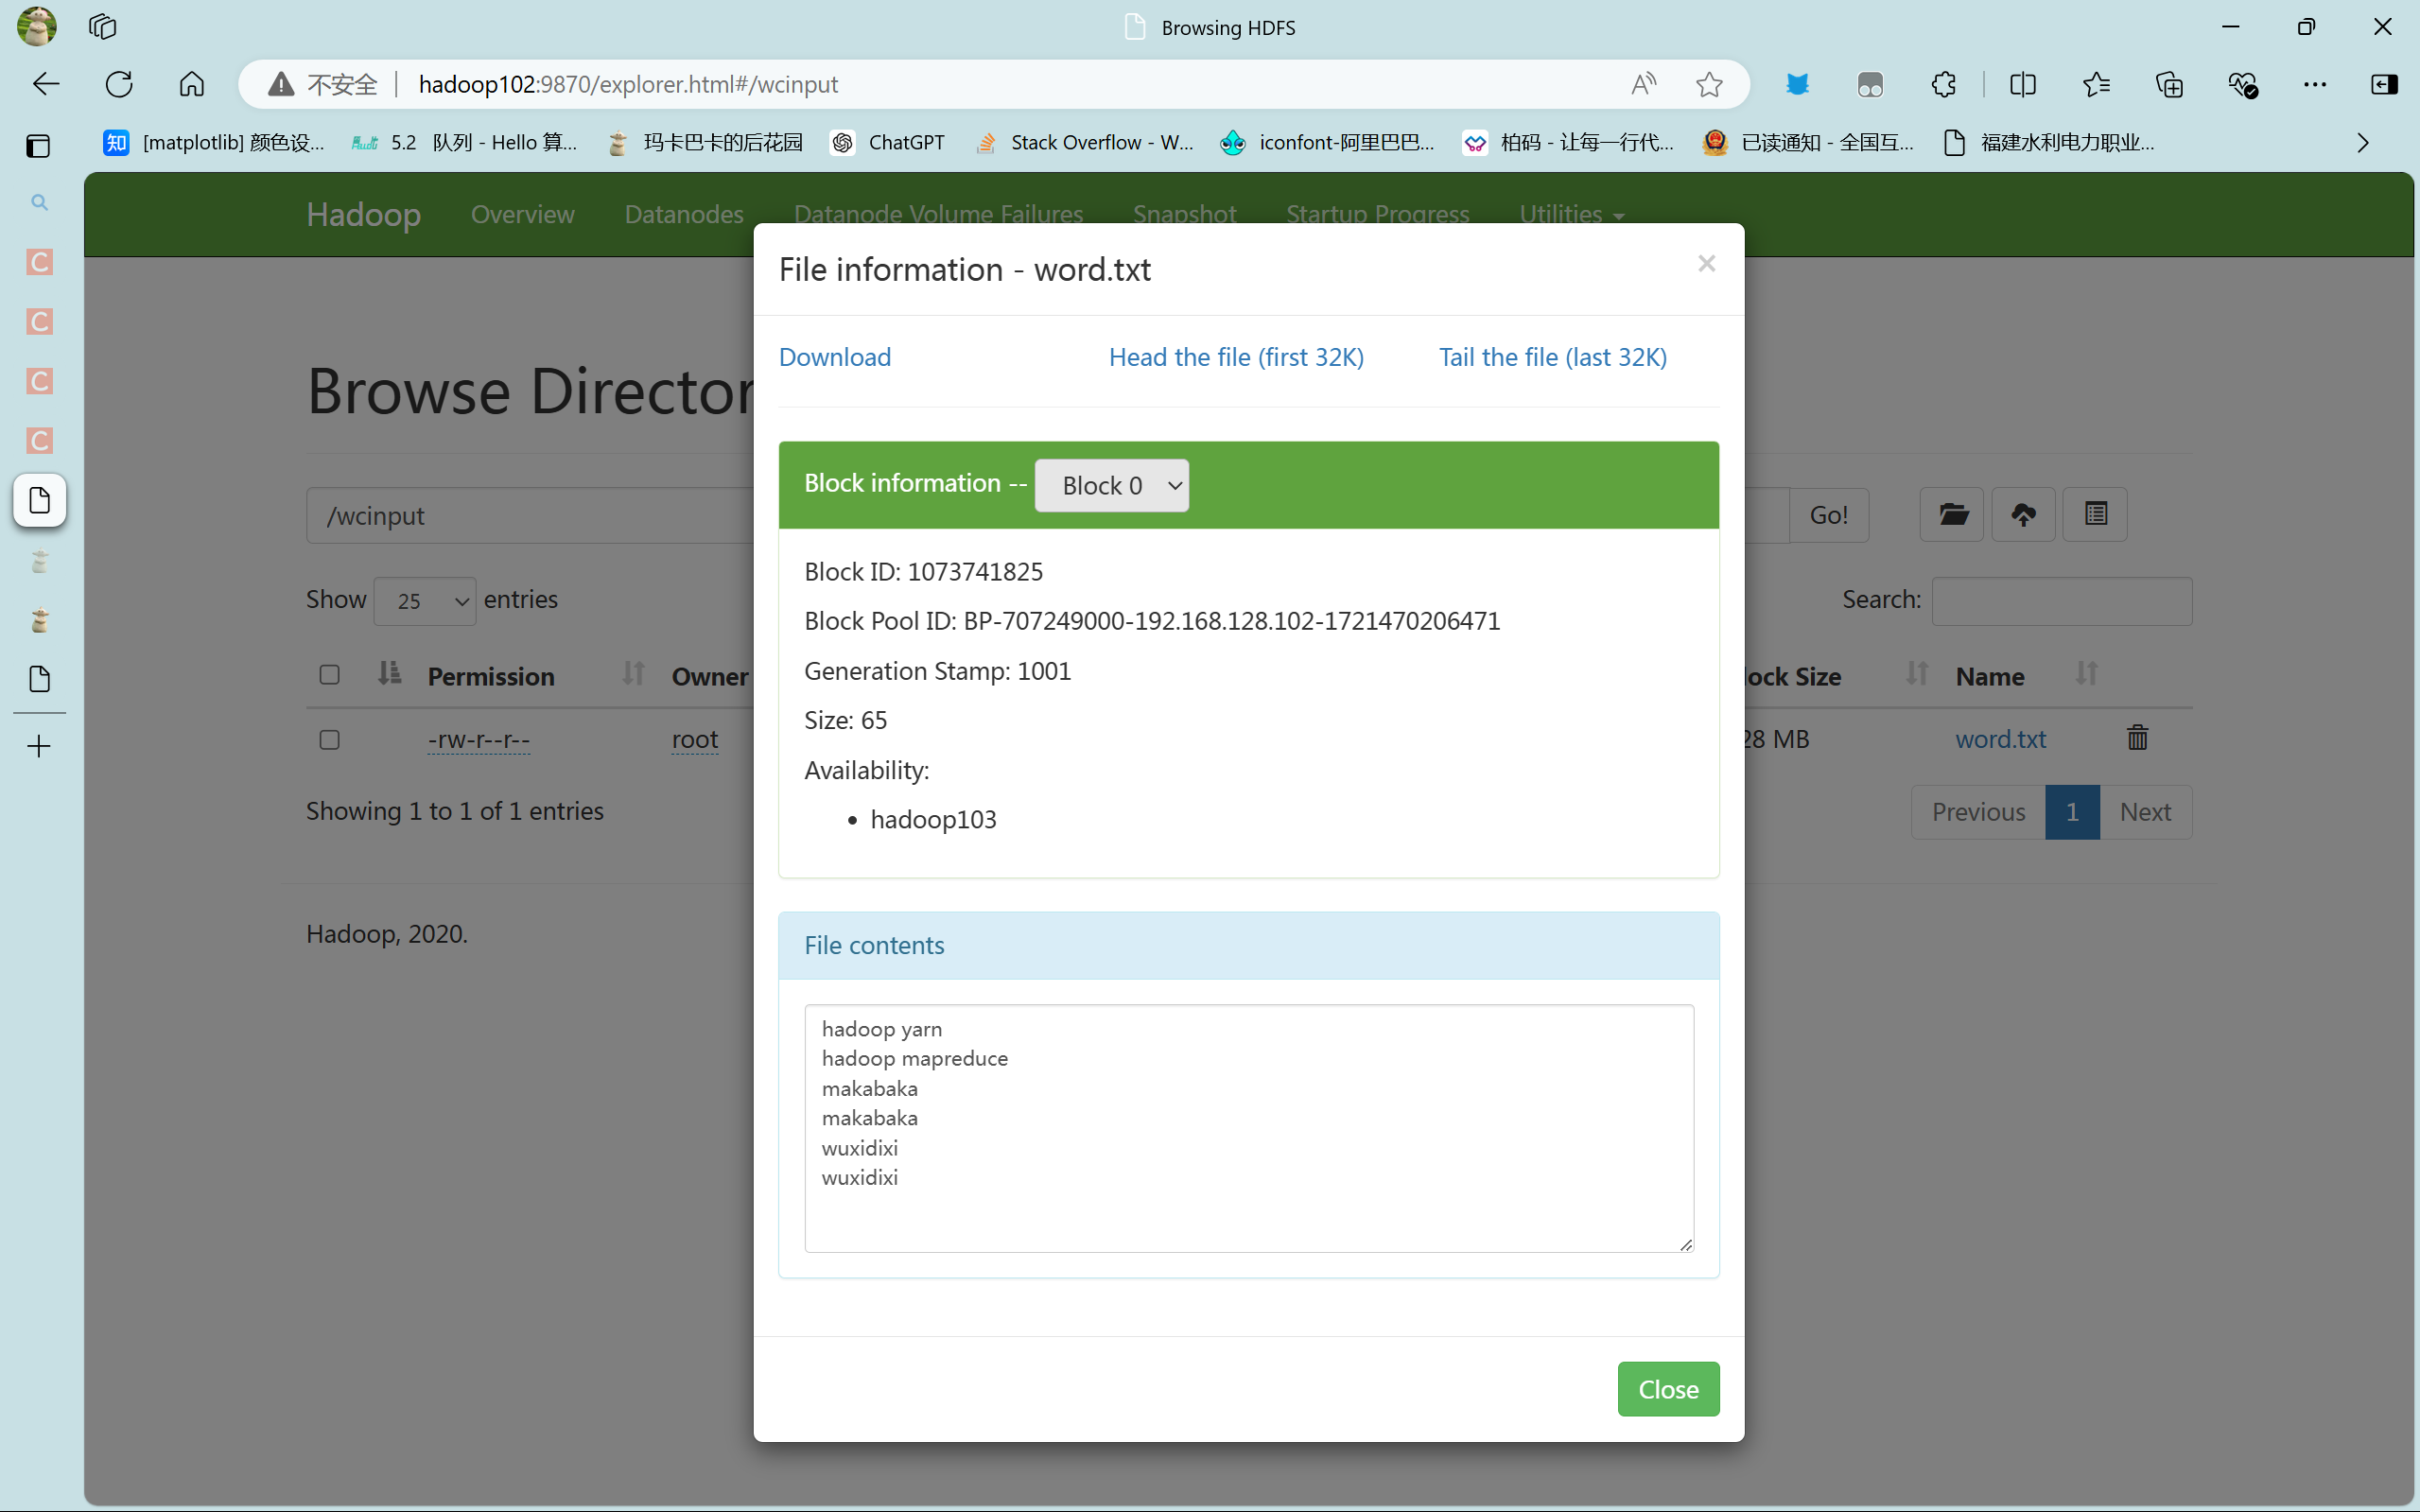 Browsing HDFS
不安全 hadoop102:9870/explorer.html#/wcinput
[matplotlib] 颜色设... 5.2 队列 - Hello 算... 玛卡巴卡的后花园 ChatGPT Stack Overflow - W... iconfont-阿里巴巴... 柏码 - 让每一行代... 已读通知 - 全国互... 福建水利电力职业...
Hadoop Overview Datanodes Datanode Volume Failures Snapshot Startup Progress Utilities
File information - word.txt ×
Download Head the file (first 32K) Tail the file (last 32K)
Browse Director
Block information -- Block 0
/wcinput Go!
Block ID: 1073741825
Show 25 entries Search:
Block Pool ID: BP-707249000-192.168.128.102-1721470206471
Generation Stamp: 1001
Permission Owner lock Size Name
Size: 65
-rw-r--r-- root 28 MB word.txt
Availability:
hadoop103
Showing 1 to 1 of 1 entries Previous 1 Next
Hadoop, 2020.
File contents
hadoop yarn
hadoop mapreduce
makabaka
makabaka
wuxidixi
wuxidixi
Close